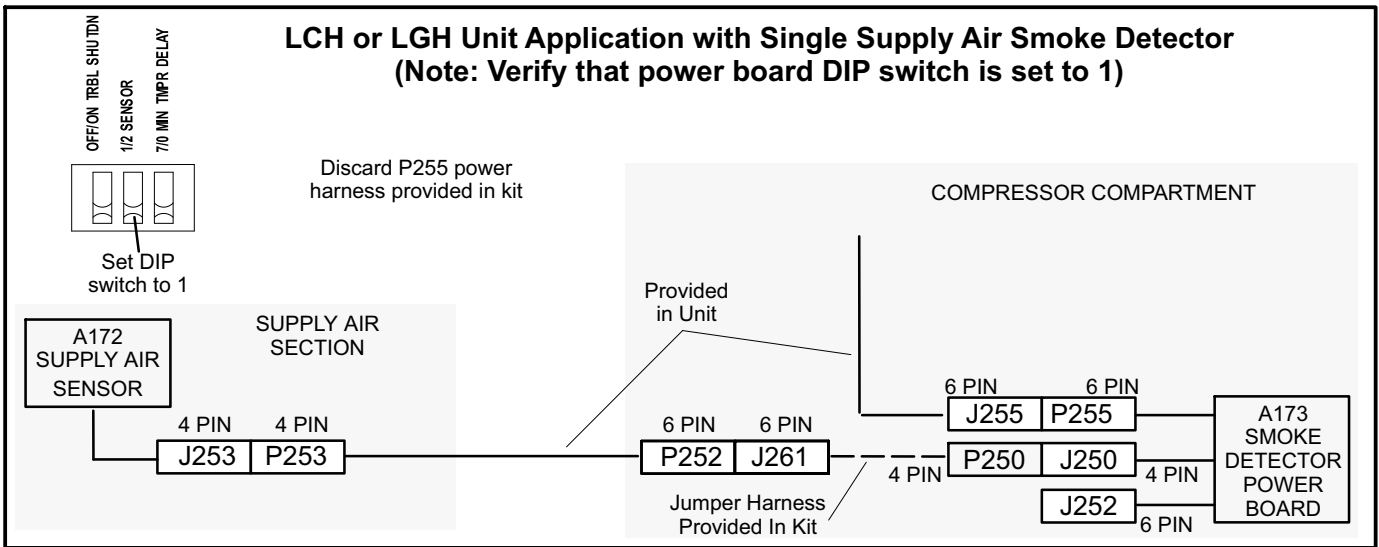 LCH or LGH Unit Application with Single Supply Air Smoke Detector
(Note: Verify that power board DIP switch is set to 1)
OFF/ON TRBL SHUTDN
1/2 SENSOR
7/0 MIN TMPR DELAY
Set DIP
switch to 1
Discard P255 power
harness provided in kit
COMPRESSOR COMPARTMENT
Provided
in Unit
SUPPLY AIR
SECTION
A172
SUPPLY AIR
SENSOR
4 PIN 4 PIN
J253 P253
6 PIN 6 PIN
P252 J261
Jumper Harness
Provided In Kit
6 PIN 6 PIN
J255 P255
4 PIN P250 J250 4 PIN
J252 6 PIN
A173
SMOKE
DETECTOR
POWER
BOARD